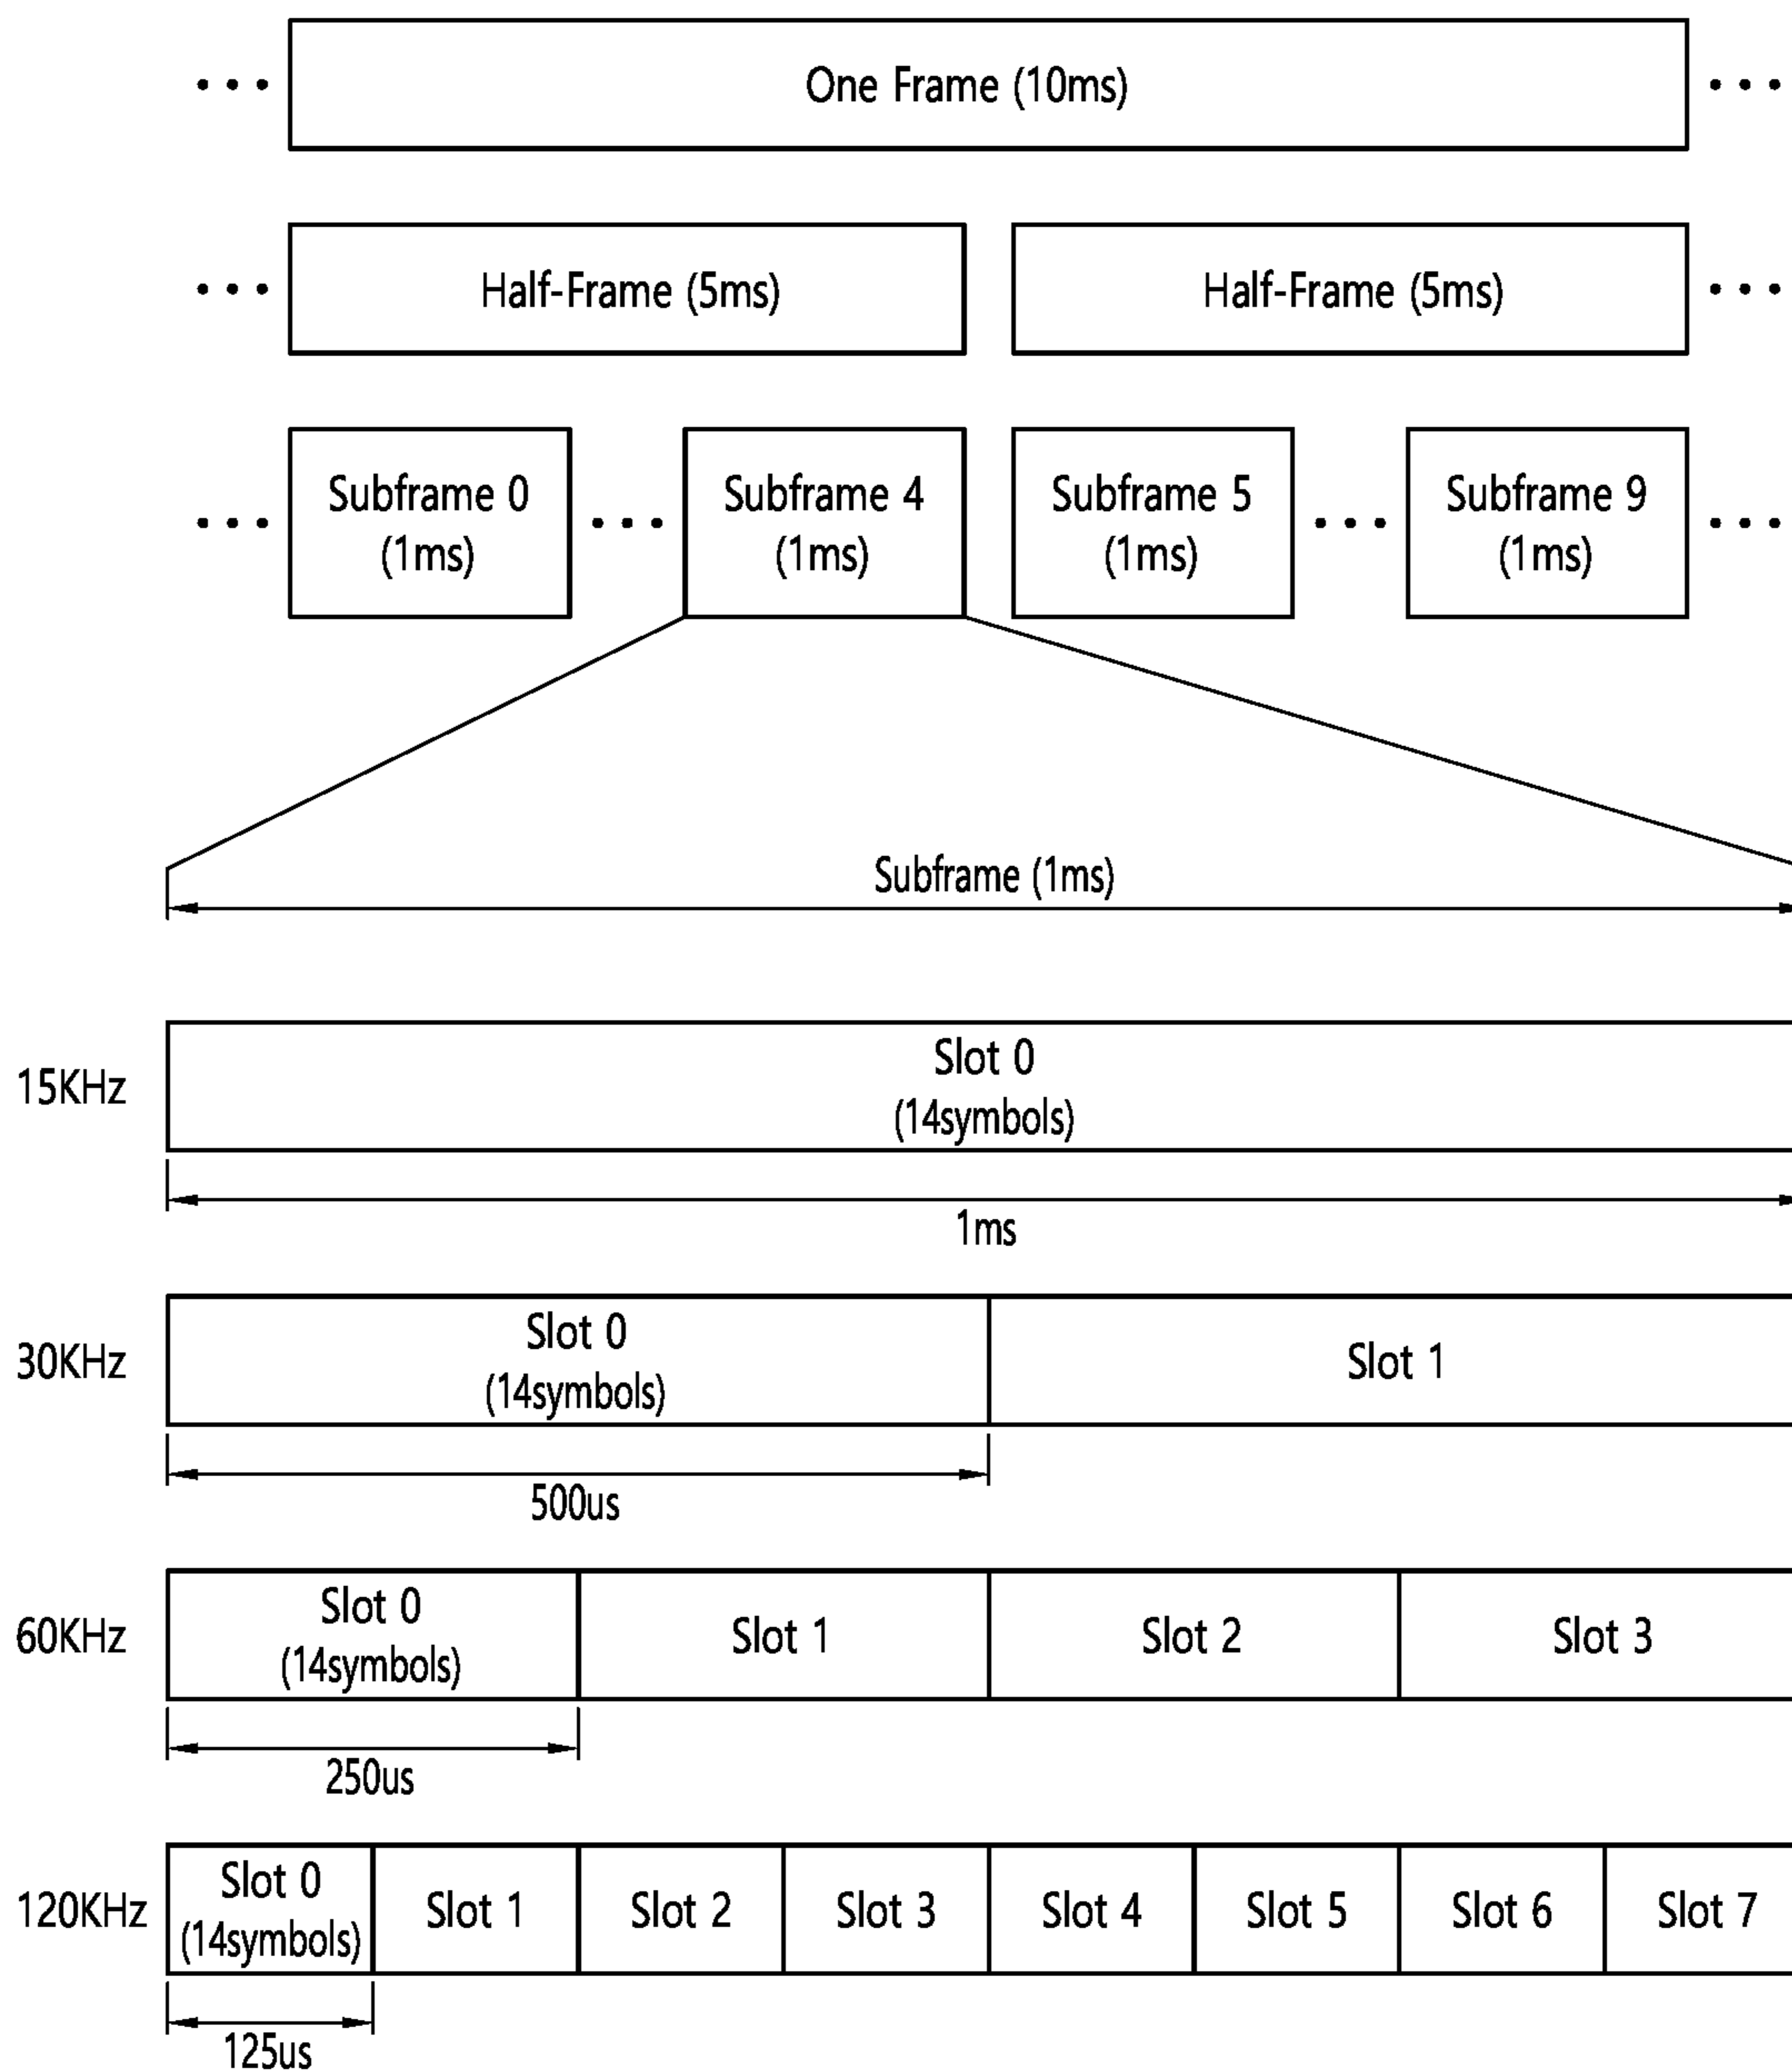 One Frame (10ms)
Half-Frame (5ms)
Half-Frame (5ms)
Subframe 0
(1ms)
Subframe 4
(1ms)
Subframe 5
(1ms)
Subframe 9
(1ms)
Subframe (1ms)
15KHz
Slot 0
(14symbols)
1ms
30KHz
Slot 0
(14symbols)
Slot 1
500us
60KHz
Slot 0
(14symbols)
Slot 1
Slot 2
Slot 3
250us
120KHz
Slot 0
(14symbols)
Slot 1
Slot 2
Slot 3
Slot 4
Slot 5
Slot 6
Slot 7
125us